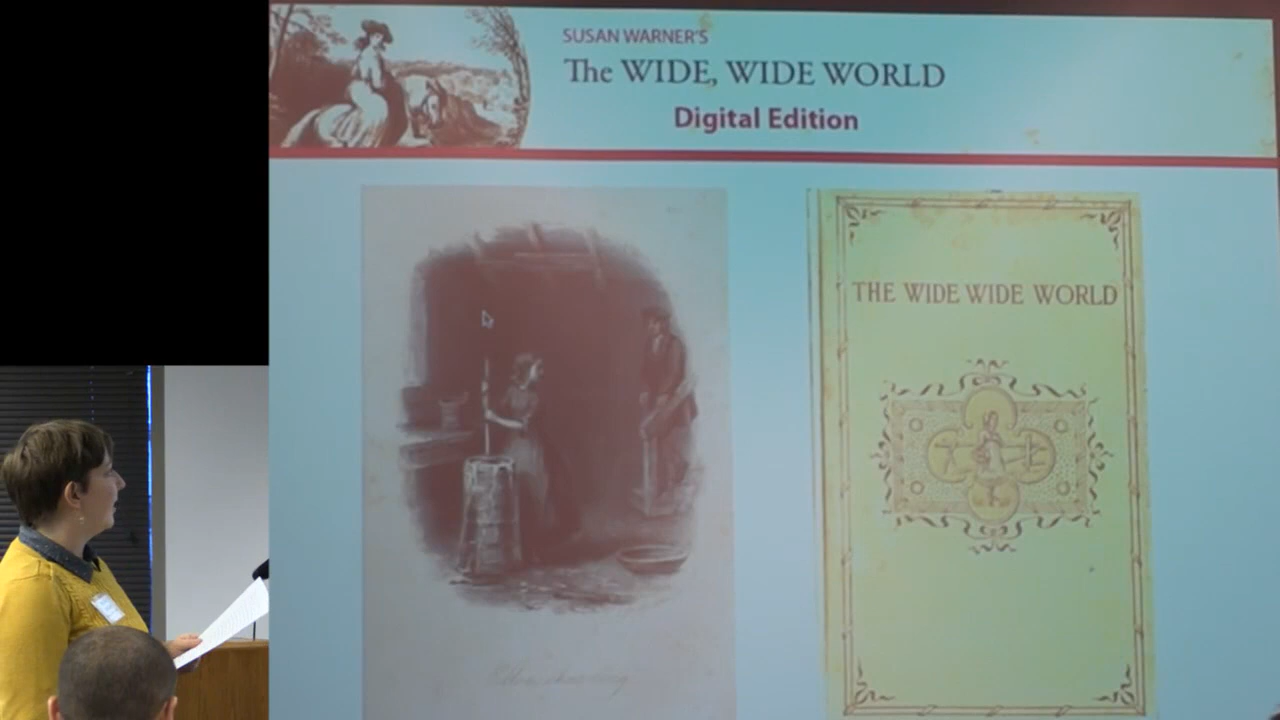 SUSAN WARNER'S
The WIDE, WIDE WORLD
Digital Edition
THE WIDE WIDE WORLD